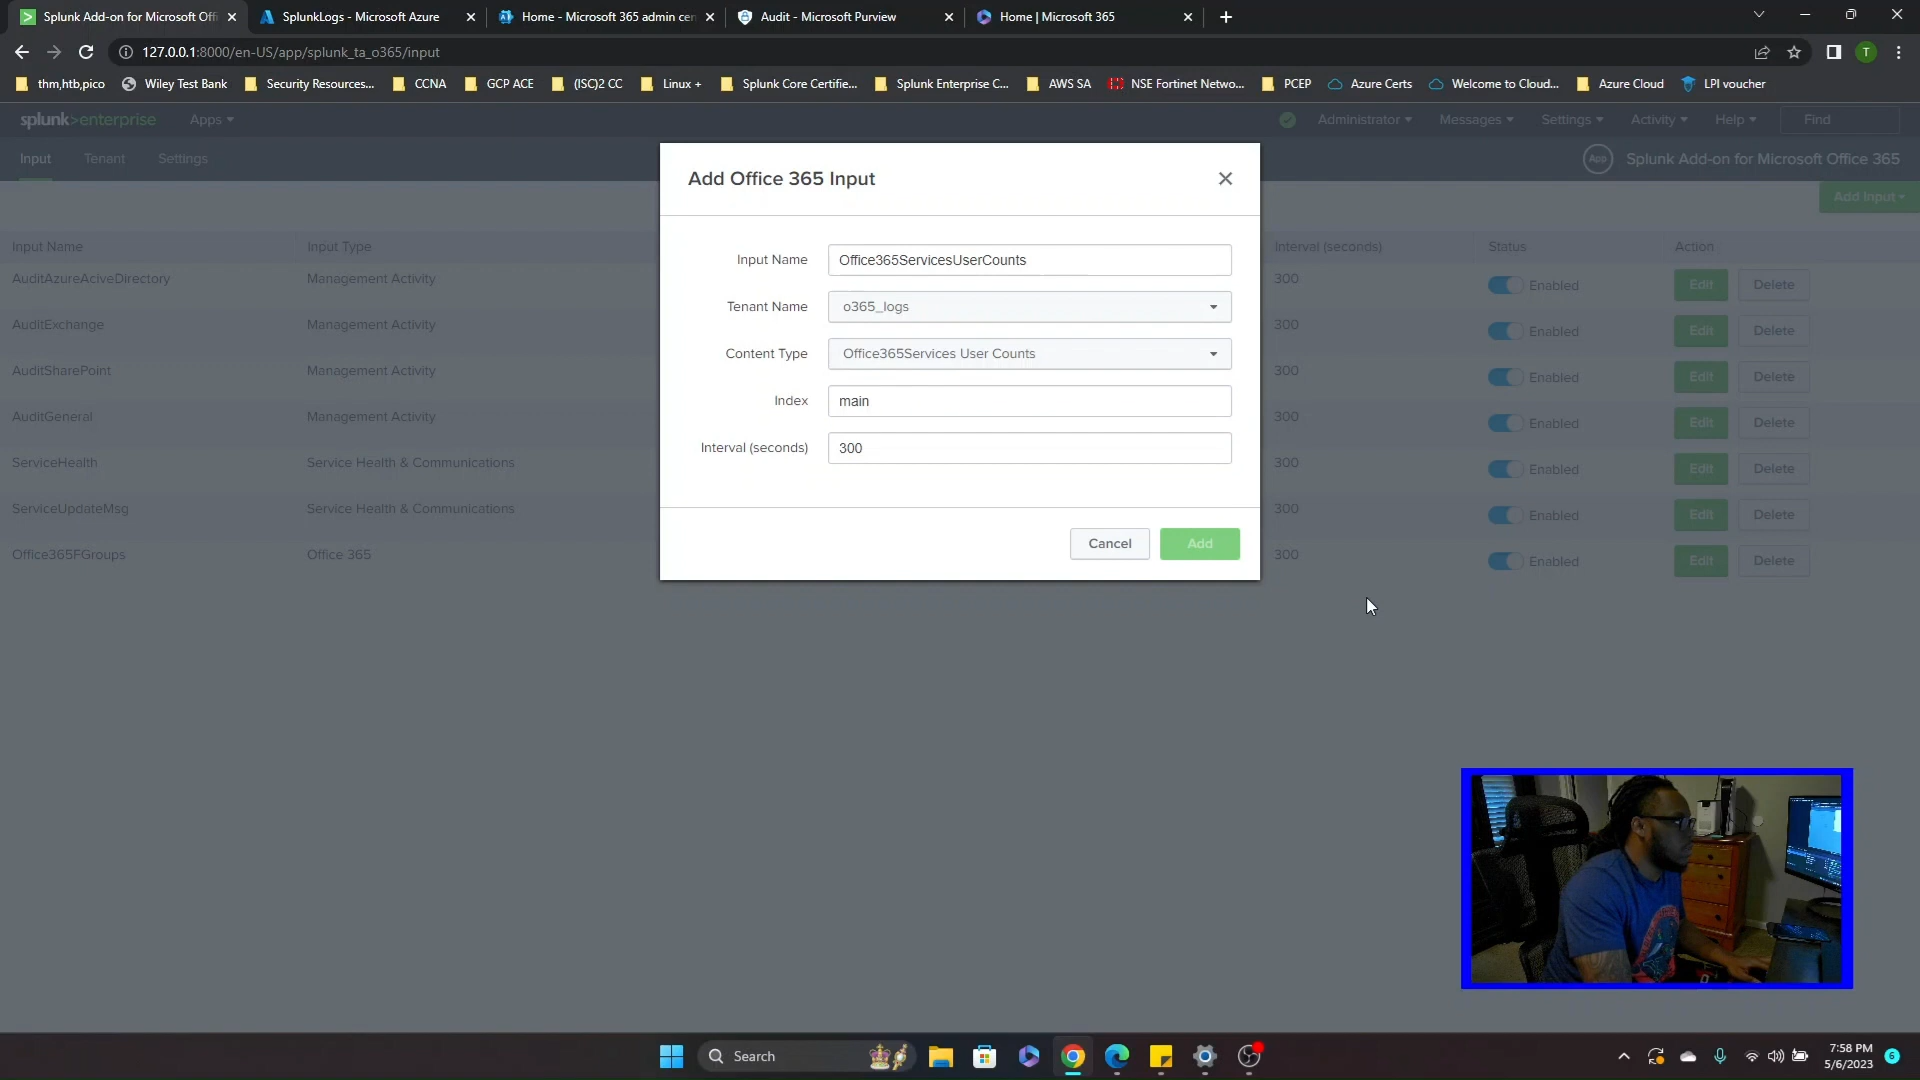 Splunk Add-on for Microsoft Offi
SplunkLogs - Microsoft Azure
Home - Microsoft 365 admin cen
Audit - Microsoft Purview
Home | Microsoft 365
127.0.0.1:8000/en-US/app/splunk_ta_o365/input
T
thm,htb,pico
Wiley Test Bank
Security Resources...
CCNA
GCP ACE
(ISC)2 CC
Linux +
Splunk Core Certifie...
Splunk Enterprise C...
AWS SA
NSE Fortinet Netwo...
PCEP
Azure Certs
Welcome to Cloud...
Azure Cloud
LPI voucher
splunk>enterprise
Apps
Administrator
Messages
Settings
Activity
Help
Find
Input
Tenant
Settings
App
Splunk Add-on for Microsoft Office 365
Add Input
Add Office 365 Input
Input Name Office365ServicesUserCounts
Tenant Name o365_logs
Content Type Office365Services User Counts
Index main
Interval (seconds) 300
Cancel
Add
Input Name Input Type Interval (seconds) Status Action
AuditAzureAciveDirectory Management Activity 300 Enabled Edit Delete
AuditExchange Management Activity 300 Enabled Edit Delete
AuditSharePoint Management Activity 300 Enabled Edit Delete
AuditGeneral Management Activity 300 Enabled Edit Delete
ServiceHealth Service Health & Communications 300 Enabled Edit Delete
ServiceUpdateMsg Service Health & Communications 300 Enabled Edit Delete
Office365FGroups Office 365 300 Enabled Edit Delete
Search
7:58 PM
5/6/2023
6